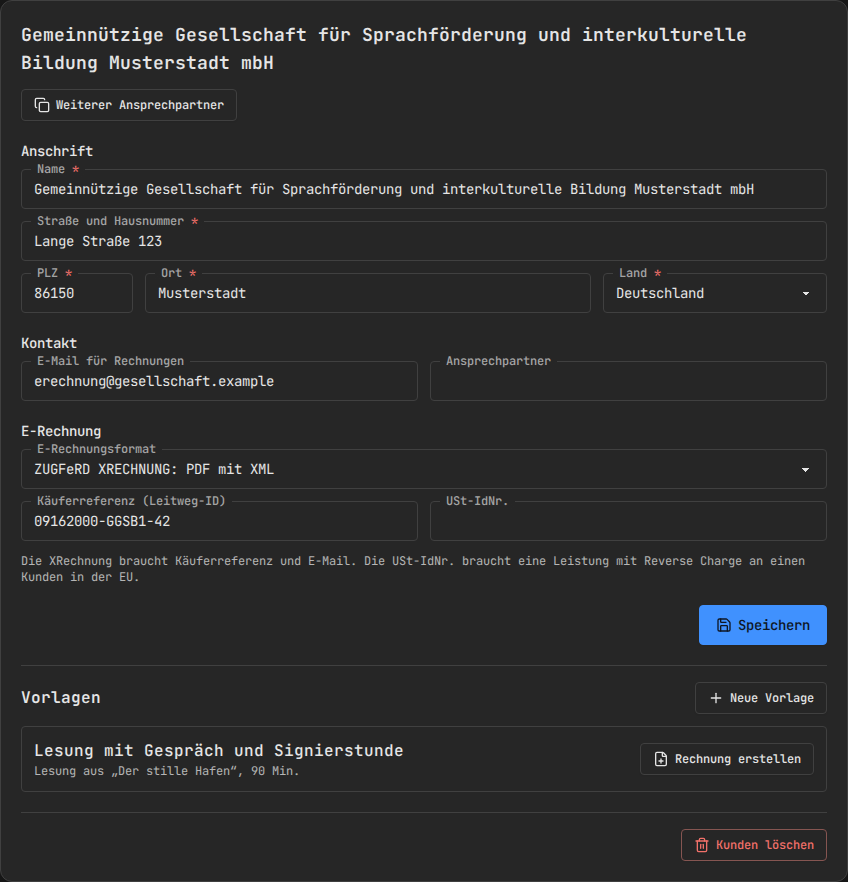 Gemeinnützige Gesellschaft für Sprachförderung und interkulturelle
Bildung Musterstadt mbH
Weiterer Ansprechpartner
Anschrift
Name *
Gemeinnützige Gesellschaft für Sprachförderung und interkulturelle Bildung Musterstadt mbH
Straße und Hausnummer *
Lange Straße 123
PLZ *
86150
Ort *
Musterstadt
Land *
Deutschland
Kontakt
E-Mail für Rechnungen
erechnung@gesellschaft.example
Ansprechpartner
E-Rechnung
E-Rechnungsformat
ZUGFeRD XRECHNUNG: PDF mit XML
Käuferreferenz (Leitweg-ID)
09162000-GGSB1-42
USt-IdNr.
Die XRechnung braucht Käuferreferenz und E-Mail. Die USt-IdNr. braucht eine Leistung mit Reverse Charge an einen
Kunden in der EU.
Speichern
Vorlagen
Neue Vorlage
Lesung mit Gespräch und Signierstunde
Lesung aus „Der stille Hafen“, 90 Min.
Rechnung erstellen
Kunden löschen